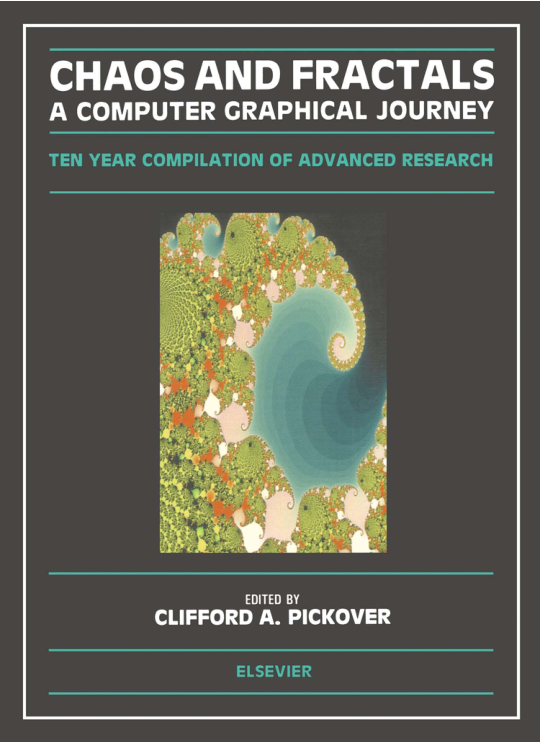 CHAOS AND FRACTALS
A COMPUTER GRAPHICAL JOURNEY
TEN YEAR COMPILATION OF ADVANCED RESEARCH
EDITED BY
CLIFFORD A. PICKOVER
ELSEVIER